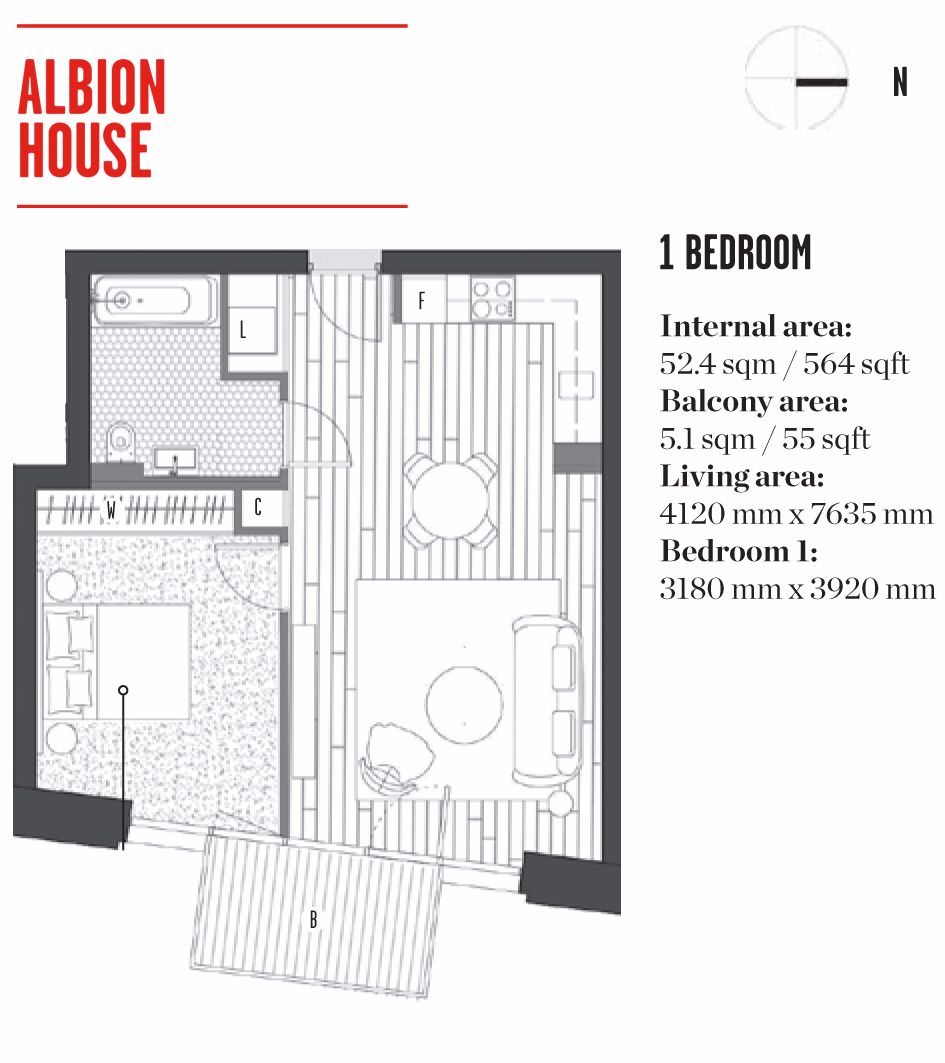 ALBION
HOUSE
N
1 BEDROOM
Internal area:
52.4 sqm / 564 sqft
Balcony area:
5.1 sqm / 55 sqft
Living area:
4120 mm x 7635 mm
Bedroom 1:
3180 mm x 3920 mm
F
L
W
C
B